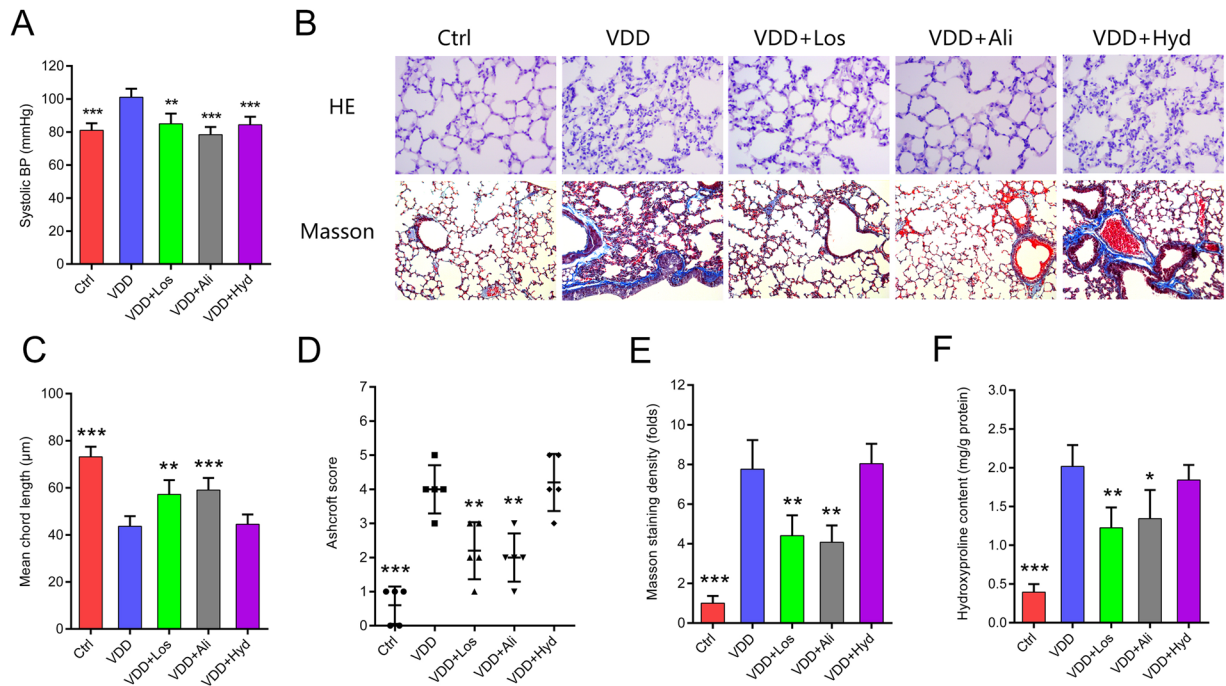 A
Systolic BP (mmHg)
120
100
80
60
40
20
0
***
**
***
***
Ctrl
VDD
VDD+Los
VDD+Ali
VDD+Hyd
B
Ctrl
VDD
VDD+Los
VDD+Ali
VDD+Hyd
HE
Masson
C
Mean chord length (μm)
100
80
60
40
20
0
***
**
***
Ctrl
VDD
VDD+Los
VDD+Ali
VDD+Hyd
D
Ashcroft score
7
6
5
4
3
2
1
0
***
**
**
Ctrl
VDD
VDD+Los
VDD+Ali
VDD+Hyd
E
Masson staining density (folds)
12
10
8
6
4
2
0
***
**
**
Ctrl
VDD
VDD+Los
VDD+Ali
VDD+Hyd
F
Hydroxyproline content (mg/g protein)
3.0
2.5
2.0
1.5
1.0
0.5
0.0
***
**
*
Ctrl
VDD
VDD+Los
VDD+Ali
VDD+Hyd